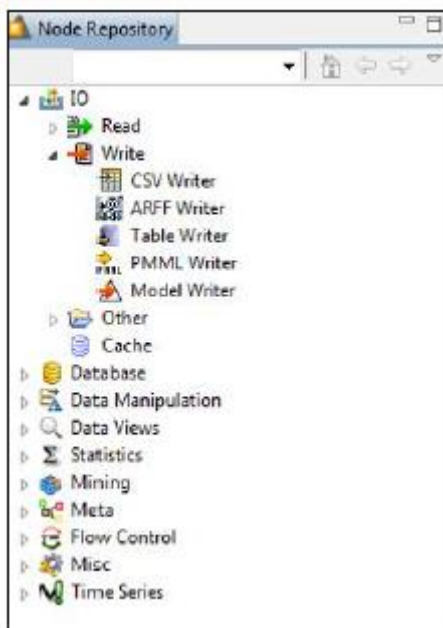 Node Repository
IO
Read
Write
CSV Writer
ARFF Writer
Table Writer
PMML Writer
Model Writer
Other
Cache
Database
Data Manipulation
Data Views
Statistics
Mining
Meta
Flow Control
Misc
Time Series